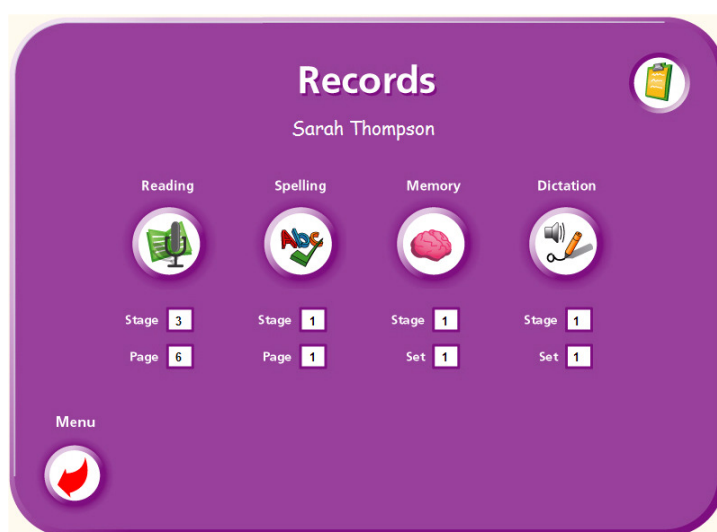 Records
Sarah Thompson
Reading Spelling Memory Dictation
Abc
Stage 3 Stage 1 Stage 1 Stage 1
Page 6 Page 1 Set 1 Set 1
Menu